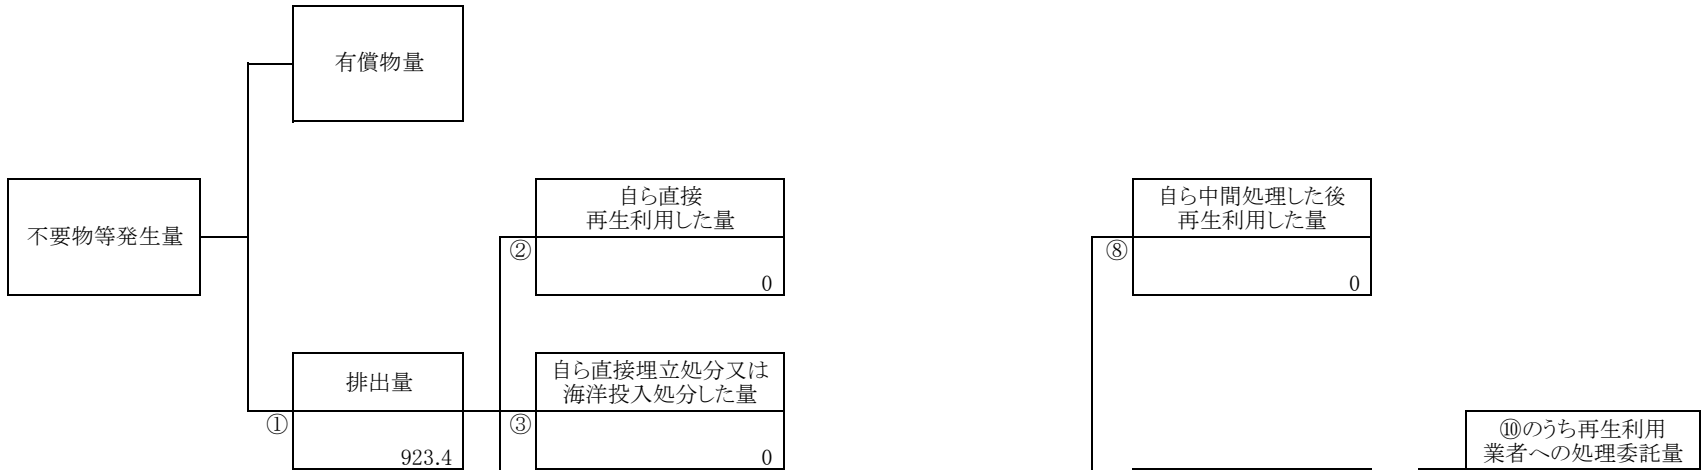 有償物量
不要物等発生量
自ら直接
再生利用した量
②
0
自ら中間処理した後
再生利用した量
⑧
0
排出量
①
923.4
自ら直接埋立処分又は
海洋投入処分した量
③
0
⑩のうち再生利用
業者への処理委託量